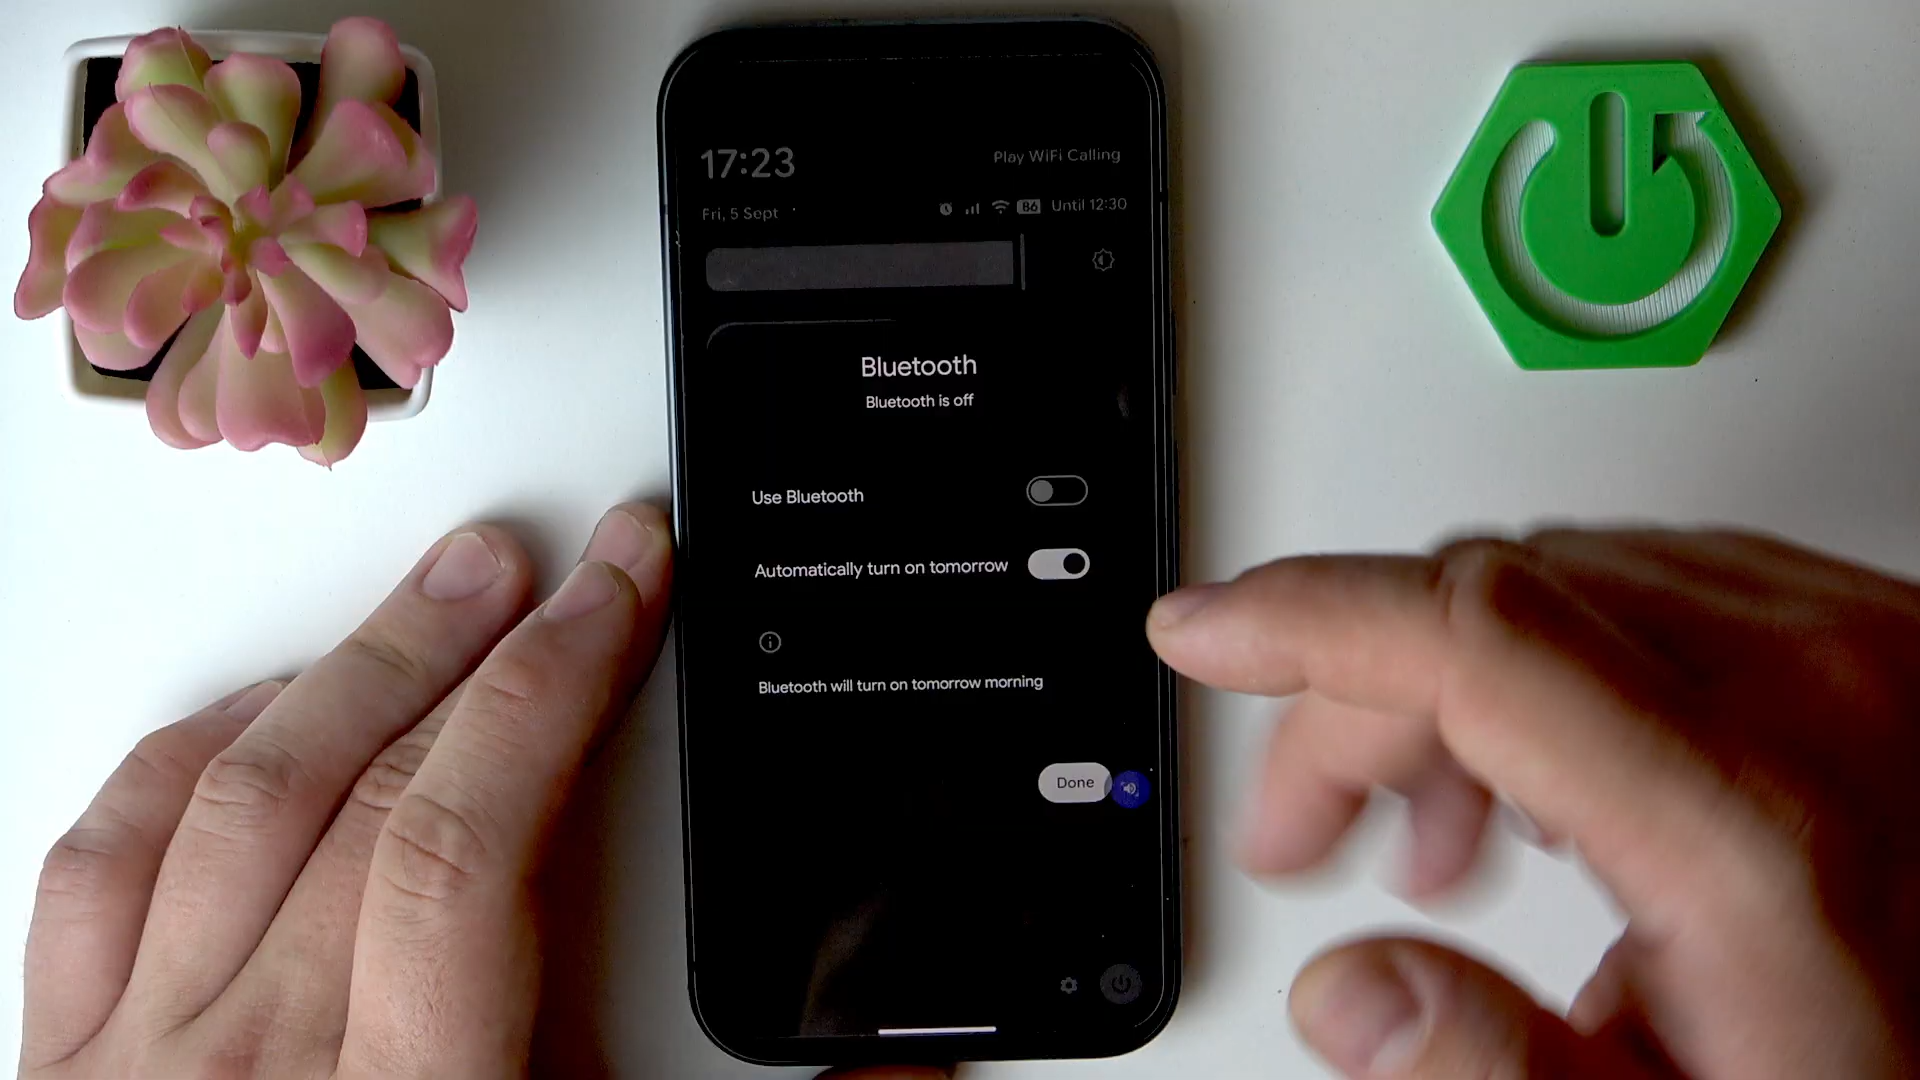 17:23
Play WiFi Calling
Fri, 5 Sept
86 Until 12:30
Bluetooth
Bluetooth is off
Use Bluetooth
Automatically turn on tomorrow
Bluetooth will turn on tomorrow morning
Done